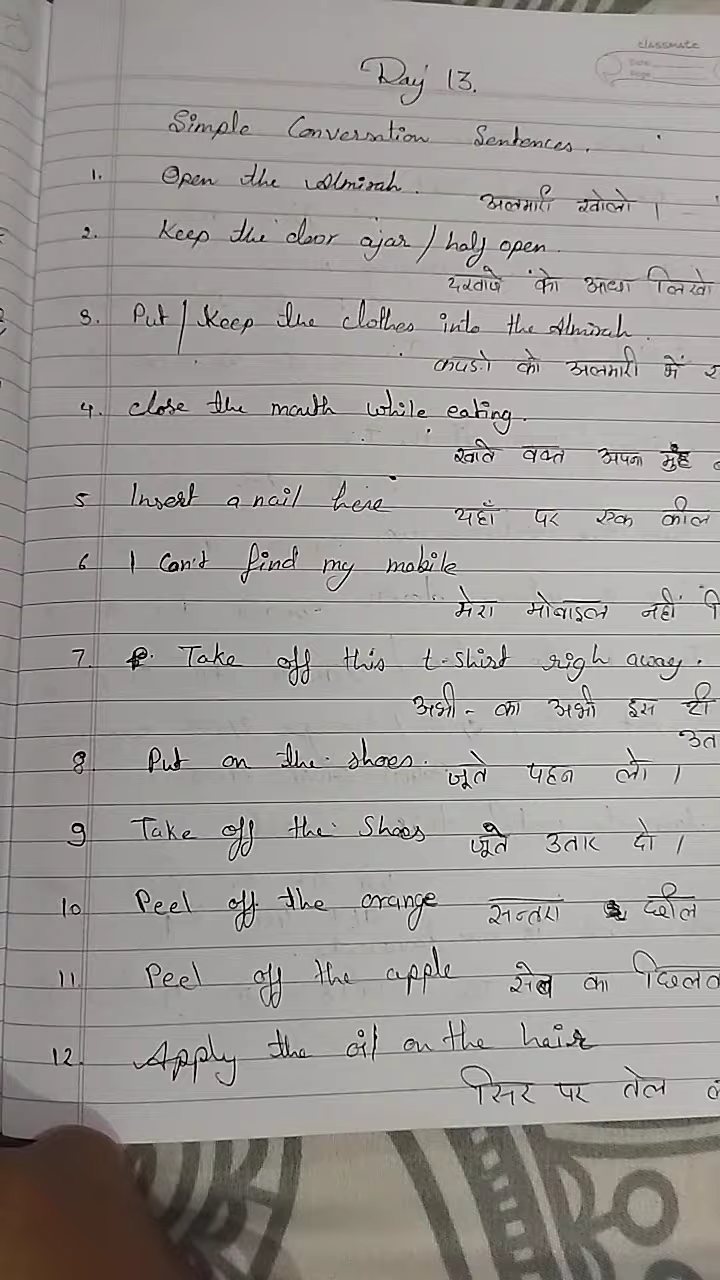 classmate
Date
Page
Day 13.
Simple Conversation Sentences.
1. Open the Almirah.
अलमारी खोलो ।
2. Keep the door ajar / half open.
दरवाजे को आधा लिखो
3. Put / Keep the clothes into the Almirah.
कपड़ो को अलमारी में
4. Close the mouth while eating.
खाते वक्त अपना मुँह
5 Insert a nail here
यहाँ पर एक कील
6 I can't find my mobile
मेरा मोबाइल नहीं
7. Take off this t-shirt righ away.
अभी - का अभी इस टी
उत
8 Put on the shoes.
जूते पहन लो ।
9 Take off the shoes जूते उतार दो ।
10 Peel off the orange सन्तरा छील
11 Peel off the apple सेब का छिल
12 Apply the oil on the hair
सिर पर तेल